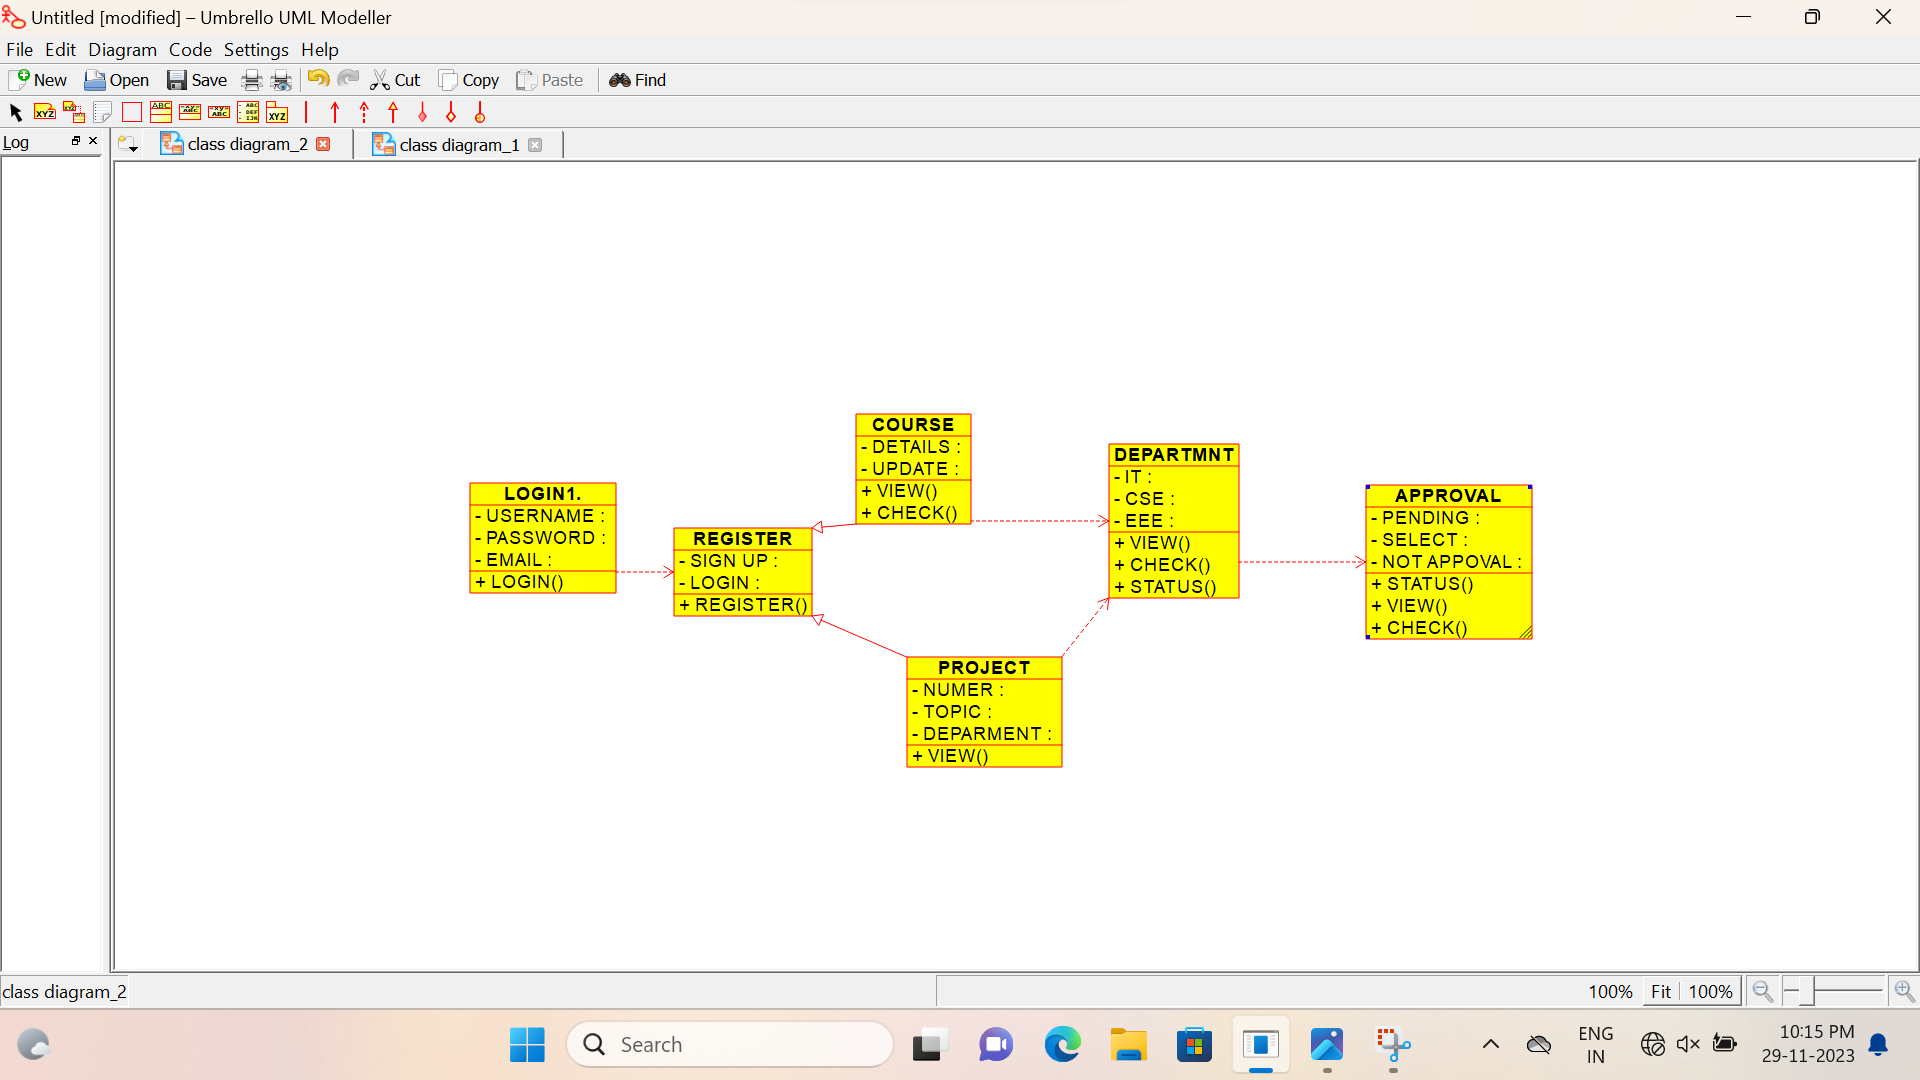 Untitled [modified] – Umbrello UML Modeller
File Edit Diagram Code Settings Help
New Open Save Cut Copy Paste Find
Log
class diagram_2 class diagram_1
LOGIN1.
- USERNAME :
- PASSWORD :
- EMAIL :
+ LOGIN()
REGISTER
- SIGN UP :
- LOGIN :
+ REGISTER()
COURSE
- DETAILS :
- UPDATE :
+ VIEW()
+ CHECK()
PROJECT
- NUMER :
- TOPIC :
- DEPARMENT :
+ VIEW()
DEPARTMNT
- IT :
- CSE :
- EEE :
+ VIEW()
+ CHECK()
+ STATUS()
APPROVAL
- PENDING :
- SELECT :
- NOT APPOVAL :
+ STATUS()
+ VIEW()
+ CHECK()
class diagram_2
100% Fit 100%
Search
ENG
IN
10:15 PM
29-11-2023